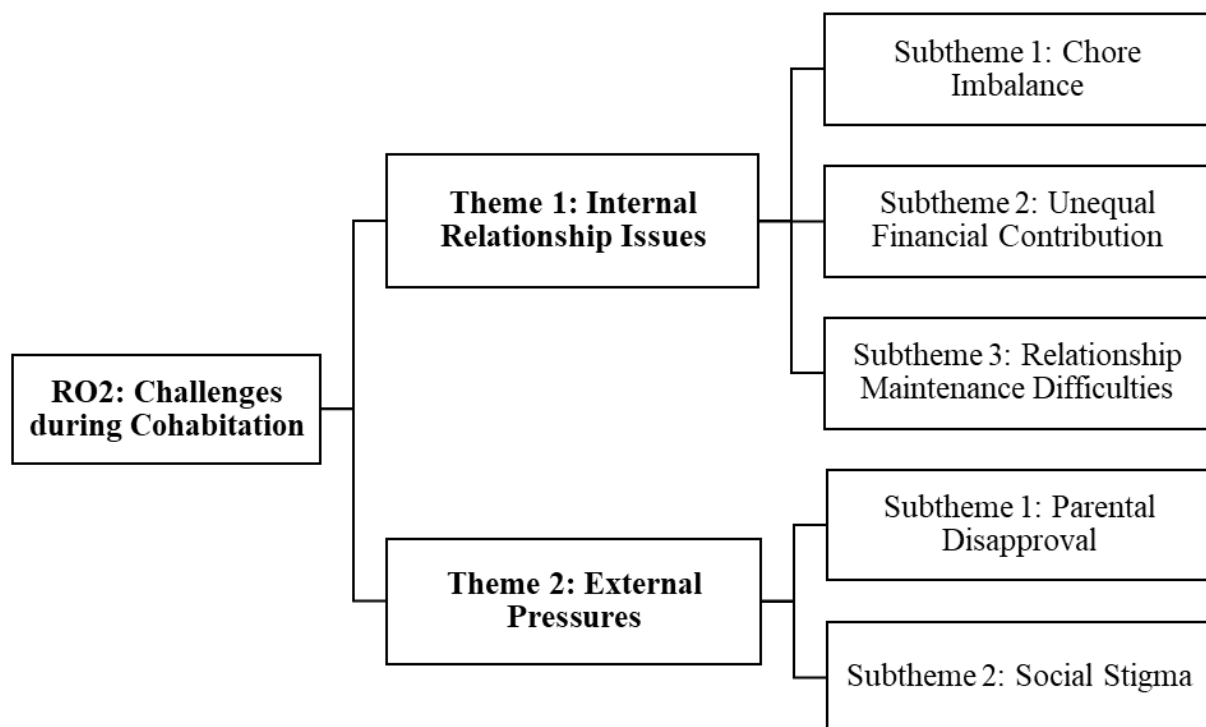 Subtheme 1: Chore
Imbalance
Theme 1: Internal
Relationship Issues
Subtheme 2: Unequal
Financial Contribution
Subtheme 3: Relationship
Maintenance Difficulties
RO2: Challenges
during Cohabitation
Subtheme 1: Parental
Disapproval
Theme 2: External
Pressures
Subtheme 2: Social Stigma